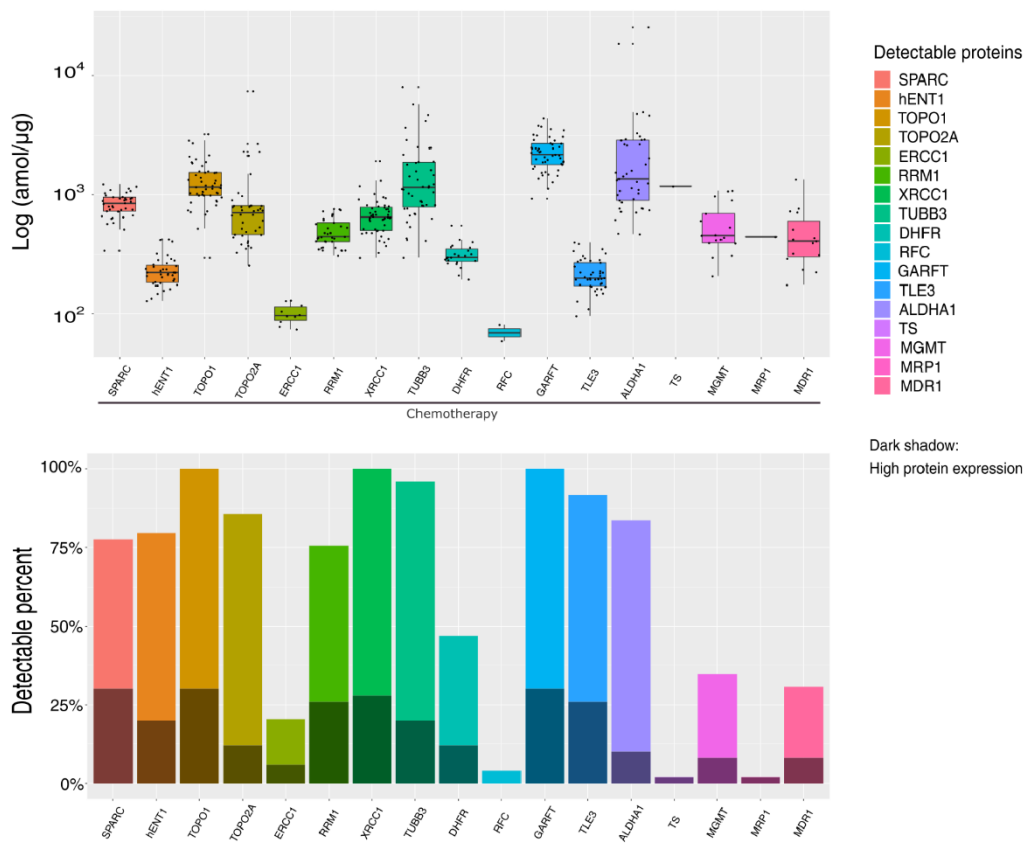 Log (amol/µg)
10⁴
10³
10²
SPARC
hENT1
TOPO1
TOPO2A
ERCC1
RRM1
XRCC1
TUBB3
DHFR
RFC
GARFT
TLE3
ALDHA1
TS
MGMT
MRP1
MDR1
Chemotherapy
Detectable proteins
SPARC
hENT1
TOPO1
TOPO2A
ERCC1
RRM1
XRCC1
TUBB3
DHFR
RFC
GARFT
TLE3
ALDHA1
TS
MGMT
MRP1
MDR1
Dark shadow:
High protein expression
Detectable percent
100%
75%
50%
25%
0%
SPARC
hENT1
TOPO1
TOPO2A
ERCC1
RRM1
XRCC1
TUBB3
DHFR
RFC
GARFT
TLE3
ALDHA1
TS
MGMT
MRP1
MDR1